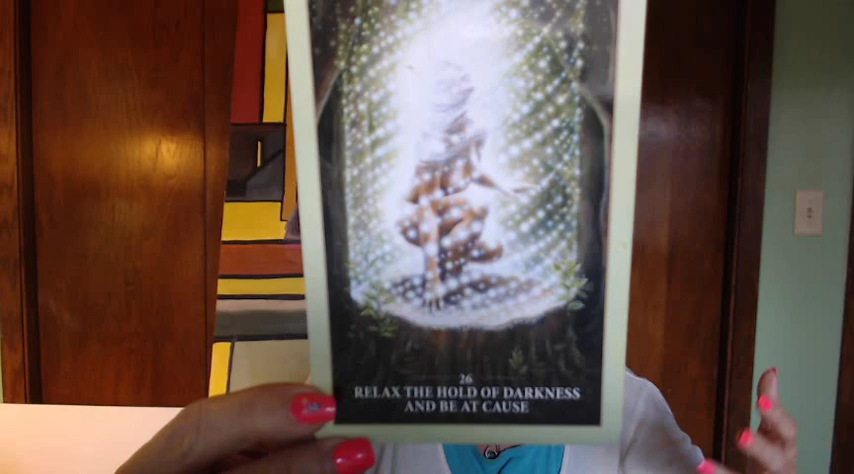 26
RELAX THE HOLD OF DARKNESS
AND BE AT CAUSE